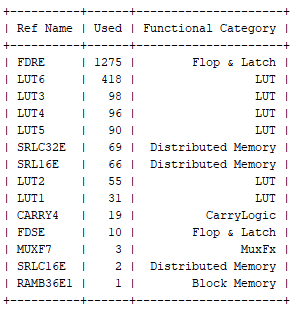 +------------+------+---------------------+
| Ref Name | Used | Functional Category |
+------------+------+---------------------+
| FDRE | 1275 | Flop & Latch |
| LUT6 | 418 | LUT |
| LUT3 | 98 | LUT |
| LUT4 | 96 | LUT |
| LUT5 | 90 | LUT |
| SRLC32E | 69 | Distributed Memory |
| SRL16E | 66 | Distributed Memory |
| LUT2 | 55 | LUT |
| LUT1 | 31 | LUT |
| CARRY4 | 19 | CarryLogic |
| FDSE | 10 | Flop & Latch |
| MUXF7 | 3 | MuxFx |
| SRLC16E | 2 | Distributed Memory |
| RAMB36E1 | 1 | Block Memory |
+------------+------+---------------------+